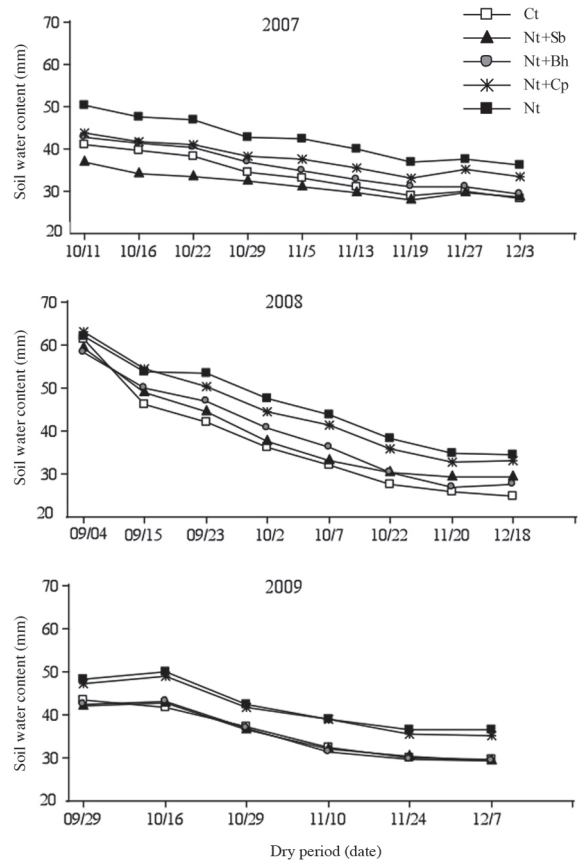 2007
Ct
Nt+Sb
Nt+Bh
Nt+Cp
Nt
Soil water content (mm)
70
60
50
40
30
20
10/11 10/16 10/22 10/29 11/5 11/13 11/19 11/27 12/3
2008
Soil water content (mm)
70
60
50
40
30
20
09/04 09/15 09/23 10/2 10/7 10/22 11/20 12/18
2009
Soil water content (mm)
70
60
50
40
30
20
09/29 10/16 10/29 11/10 11/24 12/7
Dry period (date)